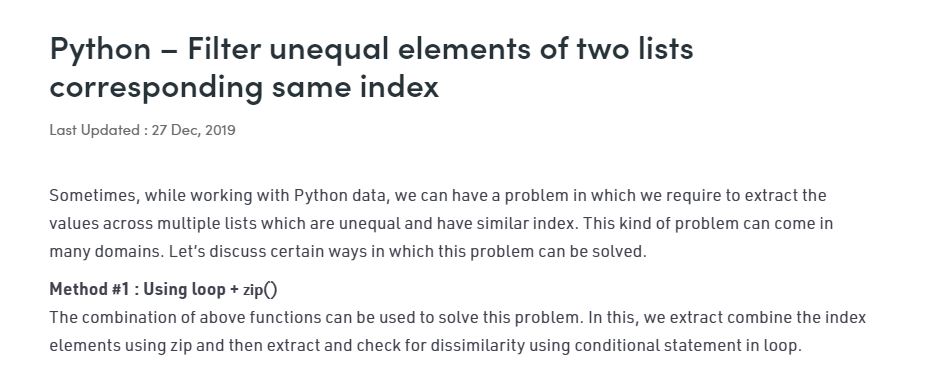 Python – Filter unequal elements of two lists
corresponding same index
Last Updated : 27 Dec, 2019
Sometimes, while working with Python data, we can have a problem in which we require to extract the
values across multiple lists which are unequal and have similar index. This kind of problem can come in
many domains. Let’s discuss certain ways in which this problem can be solved.
Method #1 : Using loop + zip()
The combination of above functions can be used to solve this problem. In this, we extract combine the index
elements using zip and then extract and check for dissimilarity using conditional statement in loop.